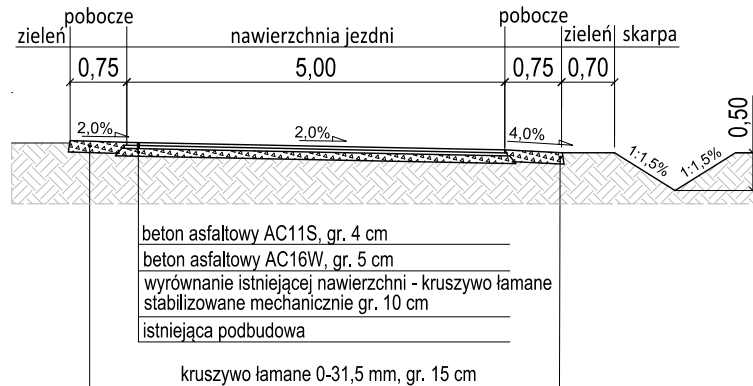 pobocze pobocze
zieleń nawierzchnia jezdni zieleń skarpa
0,75 5,00 0,75 0,70
0,50
2,0% 2,0% 4,0%
1:1,5% 1:1,5%
beton asfaltowy AC11S, gr. 4 cm
beton asfaltowy AC16W, gr. 5 cm
wyrównanie istniejącej nawierzchni - kruszywo łamane
stabilizowane mechanicznie gr. 10 cm
istniejąca podbudowa
kruszywo łamane 0-31,5 mm, gr. 15 cm